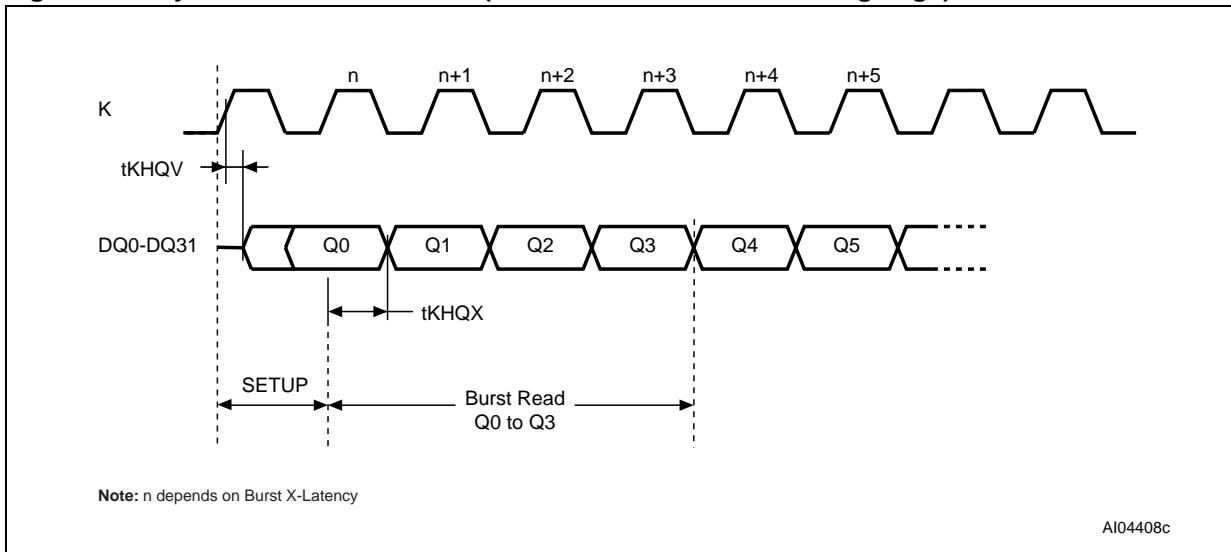 n n+1 n+2 n+3 n+4 n+5
K
tKHQV
DQ0-DQ31 Q0 Q1 Q2 Q3 Q4 Q5
tKHQX
SETUP
Burst Read
Q0 to Q3
Note: n depends on Burst X-Latency
AI04408c